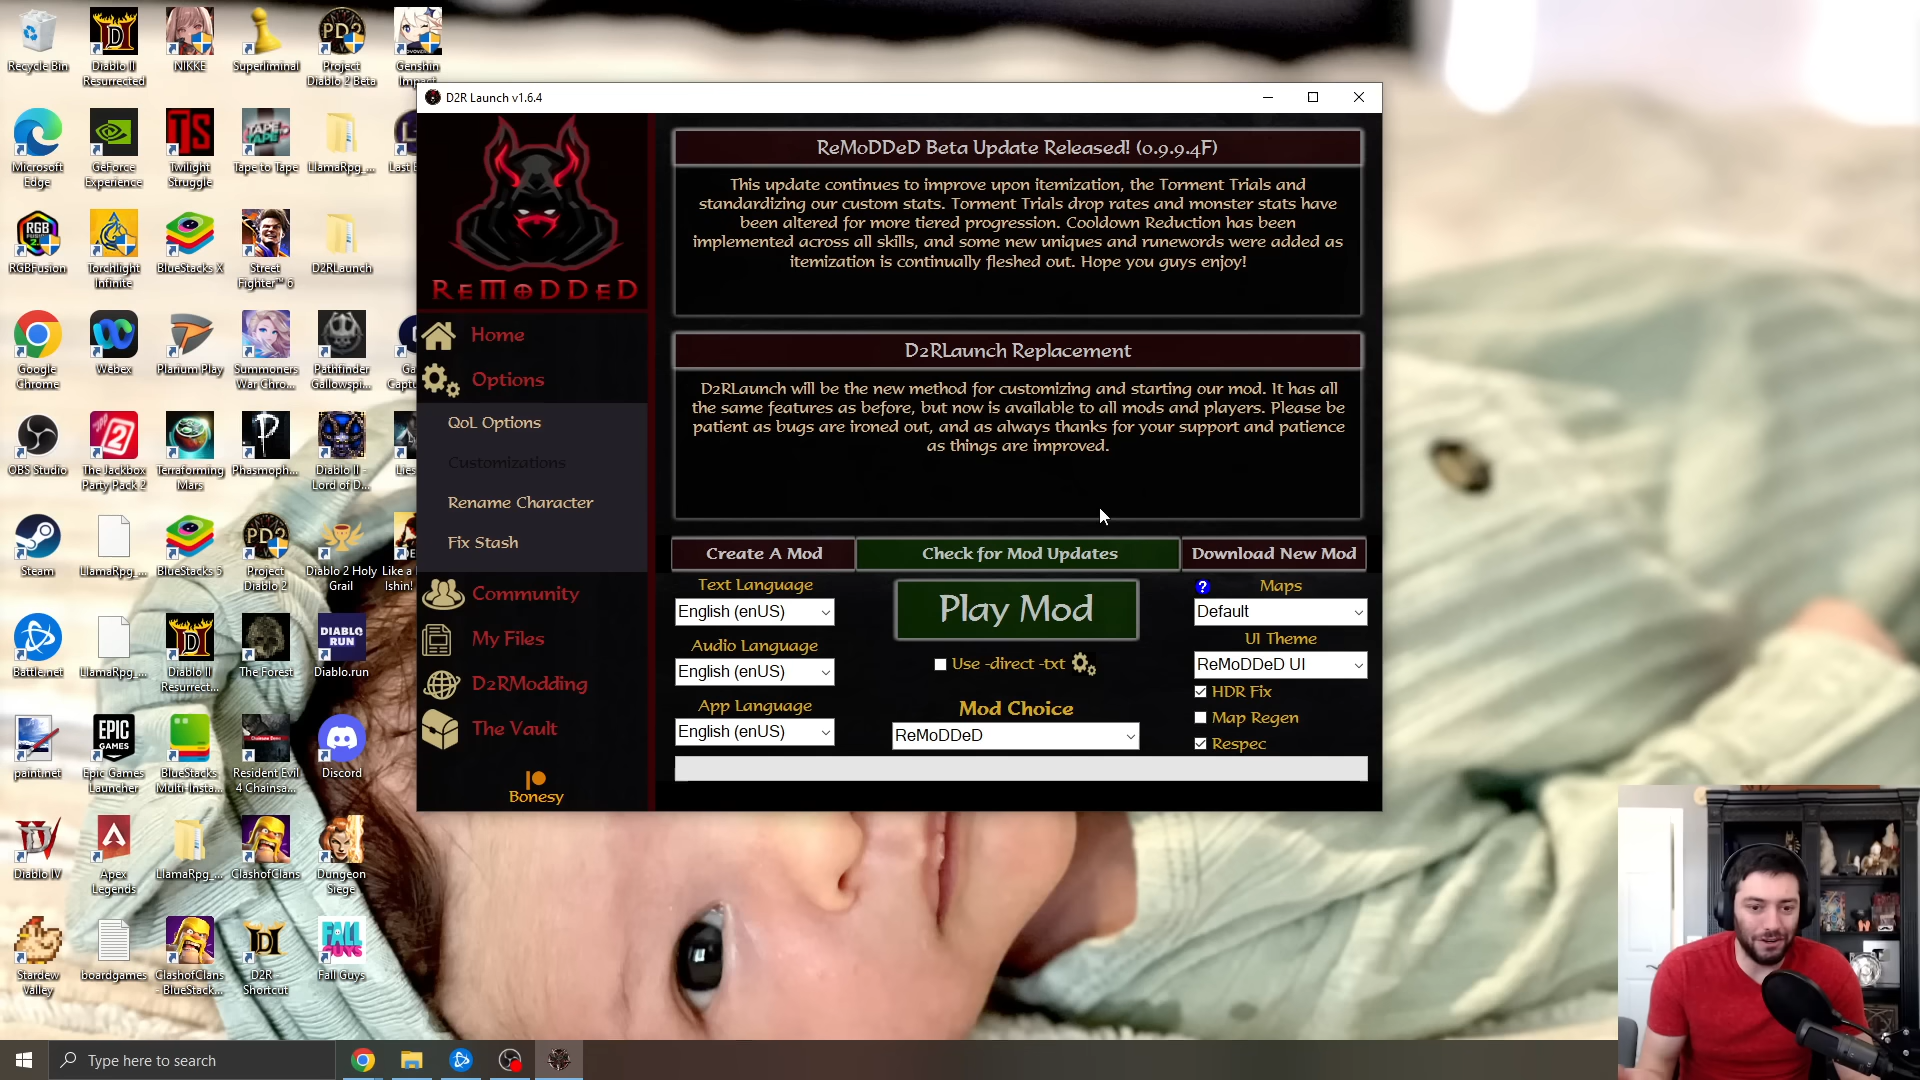 Recycle Bin
Diablo II
Resurrected
NIKKE
Superliminal
Project
Diablo 2 Beta
Genshin
Impact
Microsoft
Edge
GeForce
Experience
Twilight
Struggle
Tape to Tape
LlamaRpg_...
RGBFusion
Torchlight
Infinite
BlueStacks X
Street
Fighter™ 6
D2RLaunch
Google
Chrome
Webex
Plarium Play
Summoners
War Chro...
Pathfinder
Gallowspi...
OBS Studio
The Jackbox
Party Pack 2
Terraforming
Mars
Phasmoph...
Diablo II -
Lord of D...
Steam
LlamaRpg_...
BlueStacks 5
Project
Diablo 2
Diablo 2 Holy
Grail
Like a
Ishin!
Battle.net
LlamaRpg_...
Diablo II
Resurrect...
The Forest
Diablo.run
paint.net
Epic Games
Launcher
BlueStacks
Multi-Insta...
Resident Evil
4 Chainsa...
Discord
Diablo IV
Apex
Legends
LlamaRpg_...
ClashofClans
Dungeon
Siege
Stardew
Valley
boardgames
ClashofClans
- BlueStack...
D2R -
Shortcut
Fall Guys
D2R Launch v1.6.4
ReMoDDeD
Home
Options
QoL Options
Customizations
Rename Character
Fix Stash
Community
My Files
D2RModding
The Vault
Bonesy
ReMoDDeD Beta Update Released! (0.9.9.4F)
This update continues to improve upon itemization, the Torment Trials and
standardizing our custom stats. Torment Trials drop rates and monster stats have
been altered for more tiered progression. Cooldown Reduction has been
implemented across all skills, and some new uniques and runewords were added as
itemization is continually fleshed out. Hope you guys enjoy!
D2RLaunch Replacement
D2RLaunch will be the new method for customizing and starting our mod. It has all
the same features as before, but now is available to all mods and players. Please be
patient as bugs are ironed out, and as always thanks for your support and patience
as things are improved.
Create A Mod
Check for Mod Updates
Download New Mod
Text Language
English (enUS)
Audio Language
English (enUS)
App Language
English (enUS)
Play Mod
Use -direct -txt
Mod Choice
ReMoDDeD
? Maps
Default
UI Theme
ReMoDDeD UI
HDR Fix
Map Regen
Respec
Type here to search